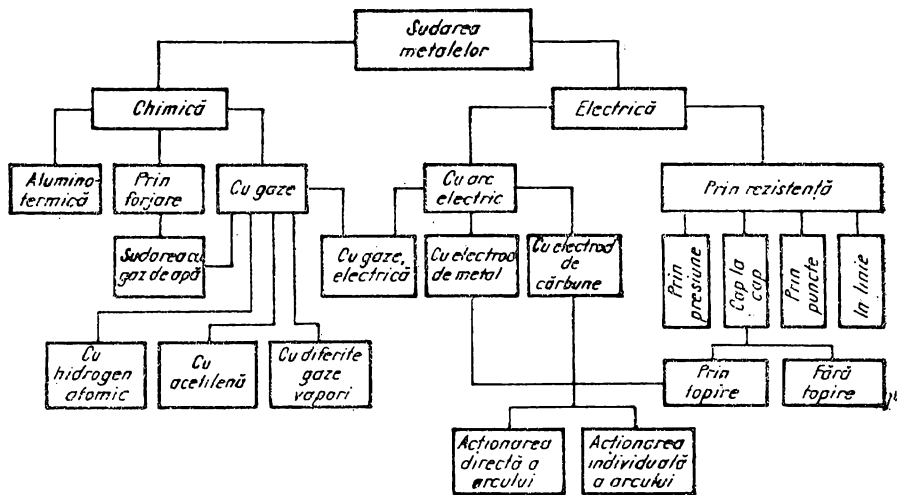 Sudarea
metalelor
Chimică
Electrică
Alumino-
termică
Prin
forjare
Cu gaze
Cu arc
electric
Prin rezistență
Sudarea cu
gaz de apă
Cu gaze,
electrică
Cu electrod
de metal
Cu electrod
de
cărbune
Prin
presiune
Cap la
cap
Prin
puncte
In linie
Cu
hidrogen
atomic
Cu
acetilenă
Cu diferite
gaze
vapori
Prin
topire
Fără
topire
Acționarea
directă a
arcului
Acționarea
individuală
a arcului